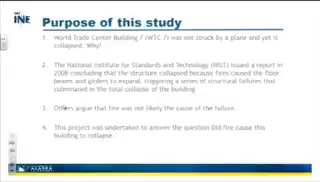 INE
Purpose of this study
1. World Trade Center Building 7 (WTC 7) was not struck by a plane and yet it
collapsed. Why/
2. The National Institute for Standards and Technology (NIST) issued a report in
2008 concluding that the structure collapsed because fires caused the floor
beams and girders to expand, triggering a series of structural failures that
culminated in the total collapse of the building
3. Others argue that fire was not likely the cause of the failure.
4. This project was undertaken to answer the question Did fire cause this
building to collapse.
ALASKA